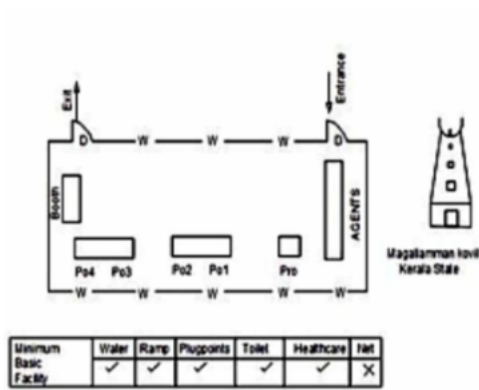 Exit
Entrance
D W W W D
Booth
AGENTS
Po4 Po3 Po2 Po1 Pro
W W W W W
Magaliamman kovil
Kerala State
Minimum Basic Facility Water Ramp Plugpoints Toilet Healthcare Net
✓ ✓ ✓ ✓ ✓ X